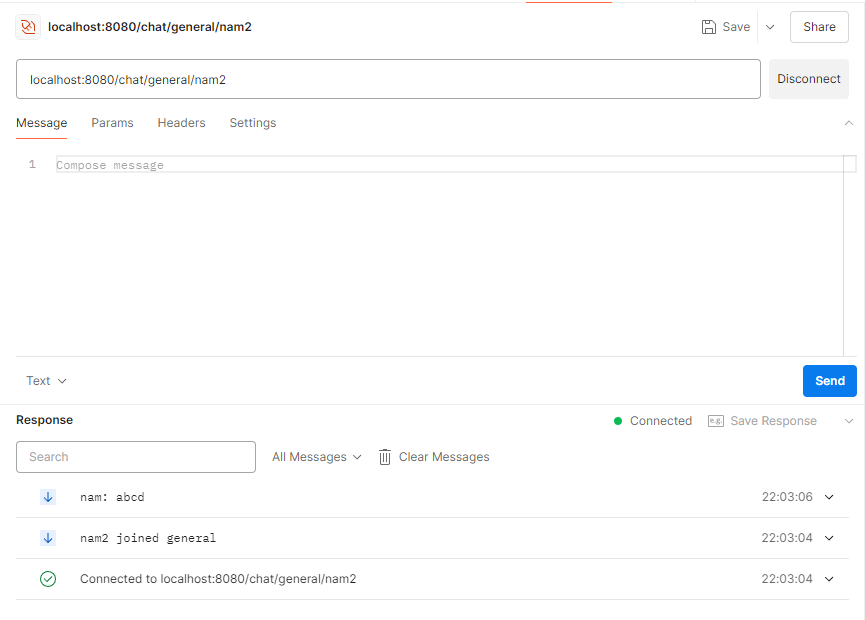 localhost:8080/chat/general/nam2 Save Share
localhost:8080/chat/general/nam2 Disconnect
Message Params Headers Settings
1 Compose message
Text Send
Response Connected e.g. Save Response
Search All Messages Clear Messages
nam: abcd 22:03:06
nam2 joined general 22:03:04
Connected to localhost:8080/chat/general/nam2 22:03:04